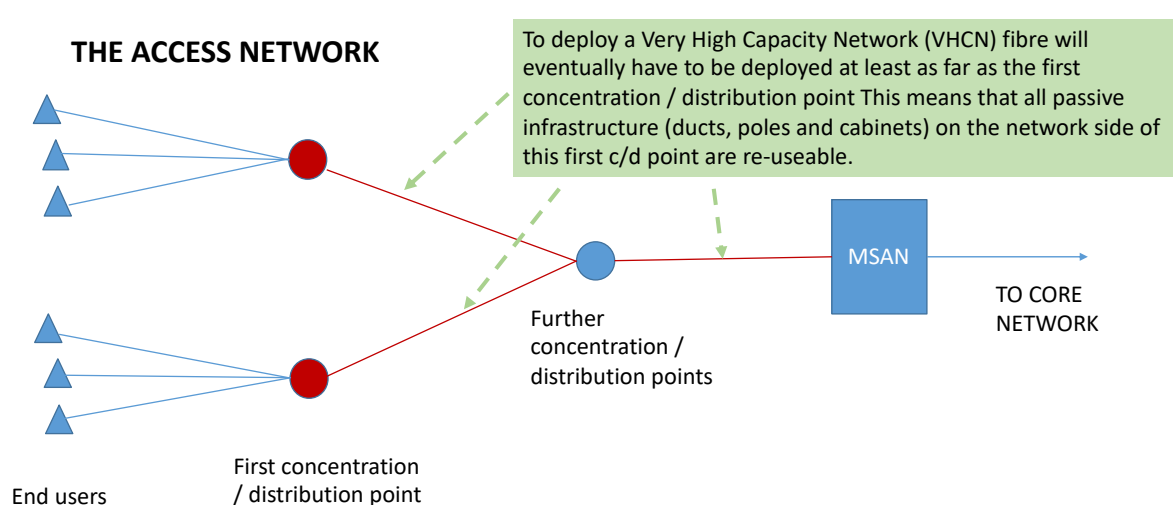 THE ACCESS NETWORK
To deploy a Very High Capacity Network (VHCN) fibre will
eventually have to be deployed at least as far as the first
concentration / distribution point This means that all passive
infrastructure (ducts, poles and cabinets) on the network side of
this first c/d point are re-useable.
MSAN
TO CORE
NETWORK
Further
concentration /
distribution points
First concentration
/ distribution point
End users